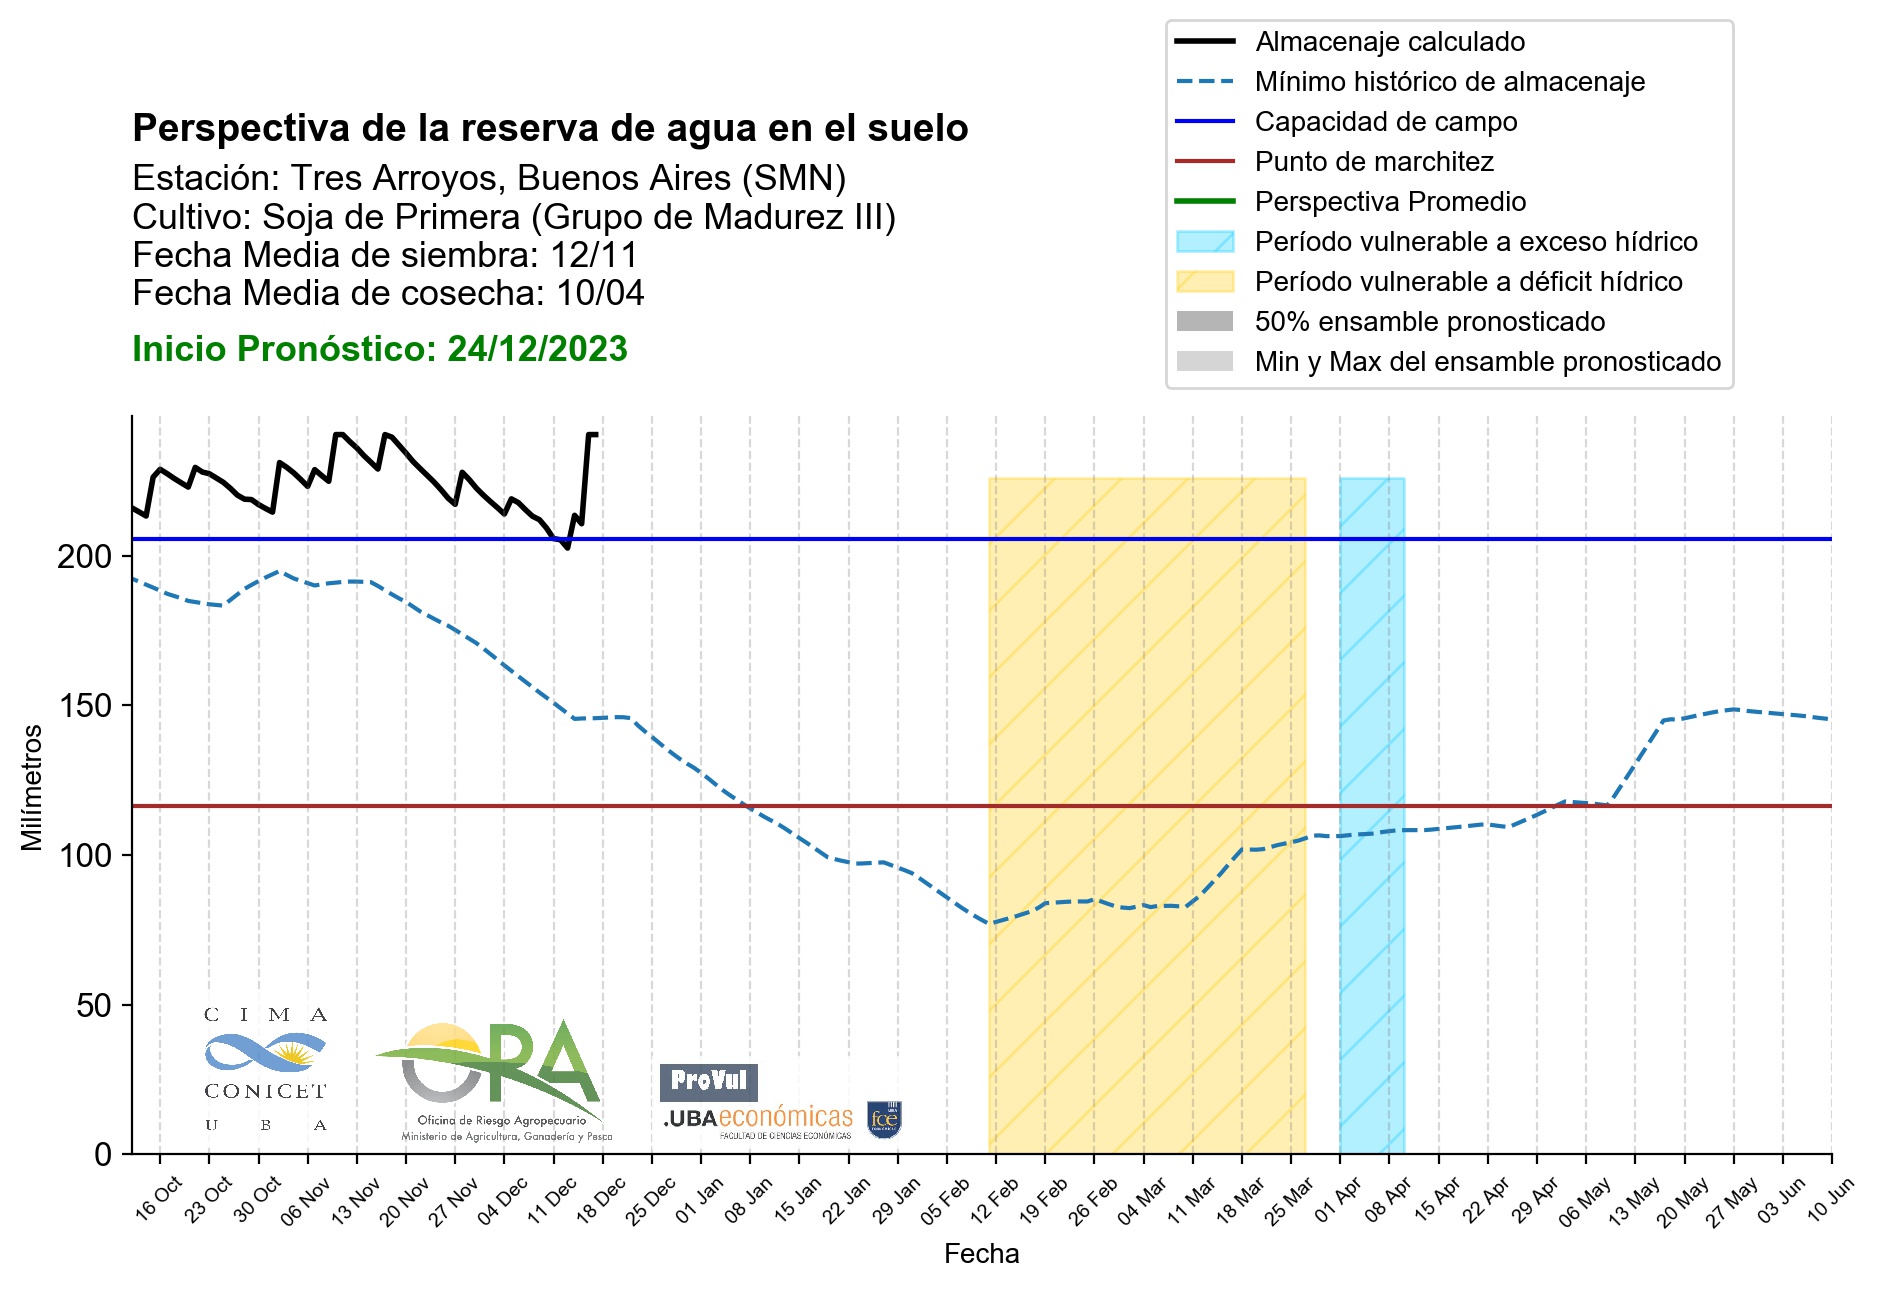 Almacenaje calculado
Mínimo histórico de almacenaje
Capacidad de campo
Punto de marchitez
Perspectiva Promedio
Período vulnerable a exceso hídrico
Período vulnerable a déficit hídrico
50% ensamble pronosticado
Min y Max del ensamble pronosticado
Perspectiva de la reserva de agua en el suelo
Estación: Tres Arroyos, Buenos Aires (SMN)
Cultivo: Soja de Primera (Grupo de Madurez III)
Fecha Media de siembra: 12/11
Fecha Media de cosecha: 10/04
Inicio Pronóstico: 24/12/2023
200
150
100
50
0
Milímetros
CIMA
CONICET
UBA
ORA
Oficina de Riesgo Agropecuario
Ministerio de Agricultura, Ganadería y Pesca
ProVul
.UBAeconómicas
FACULTAD DE CIENCIAS ECONÓMICAS
fce
16 Oct
23 Oct
30 Oct
06 Nov
13 Nov
20 Nov
27 Nov
04 Dec
11 Dec
18 Dec
25 Dec
01 Jan
08 Jan
15 Jan
22 Jan
29 Jan
05 Feb
12 Feb
19 Feb
26 Feb
04 Mar
11 Mar
18 Mar
25 Mar
01 Apr
08 Apr
15 Apr
22 Apr
29 Apr
06 May
13 May
20 May
27 May
03 Jun
10 Jun
Fecha